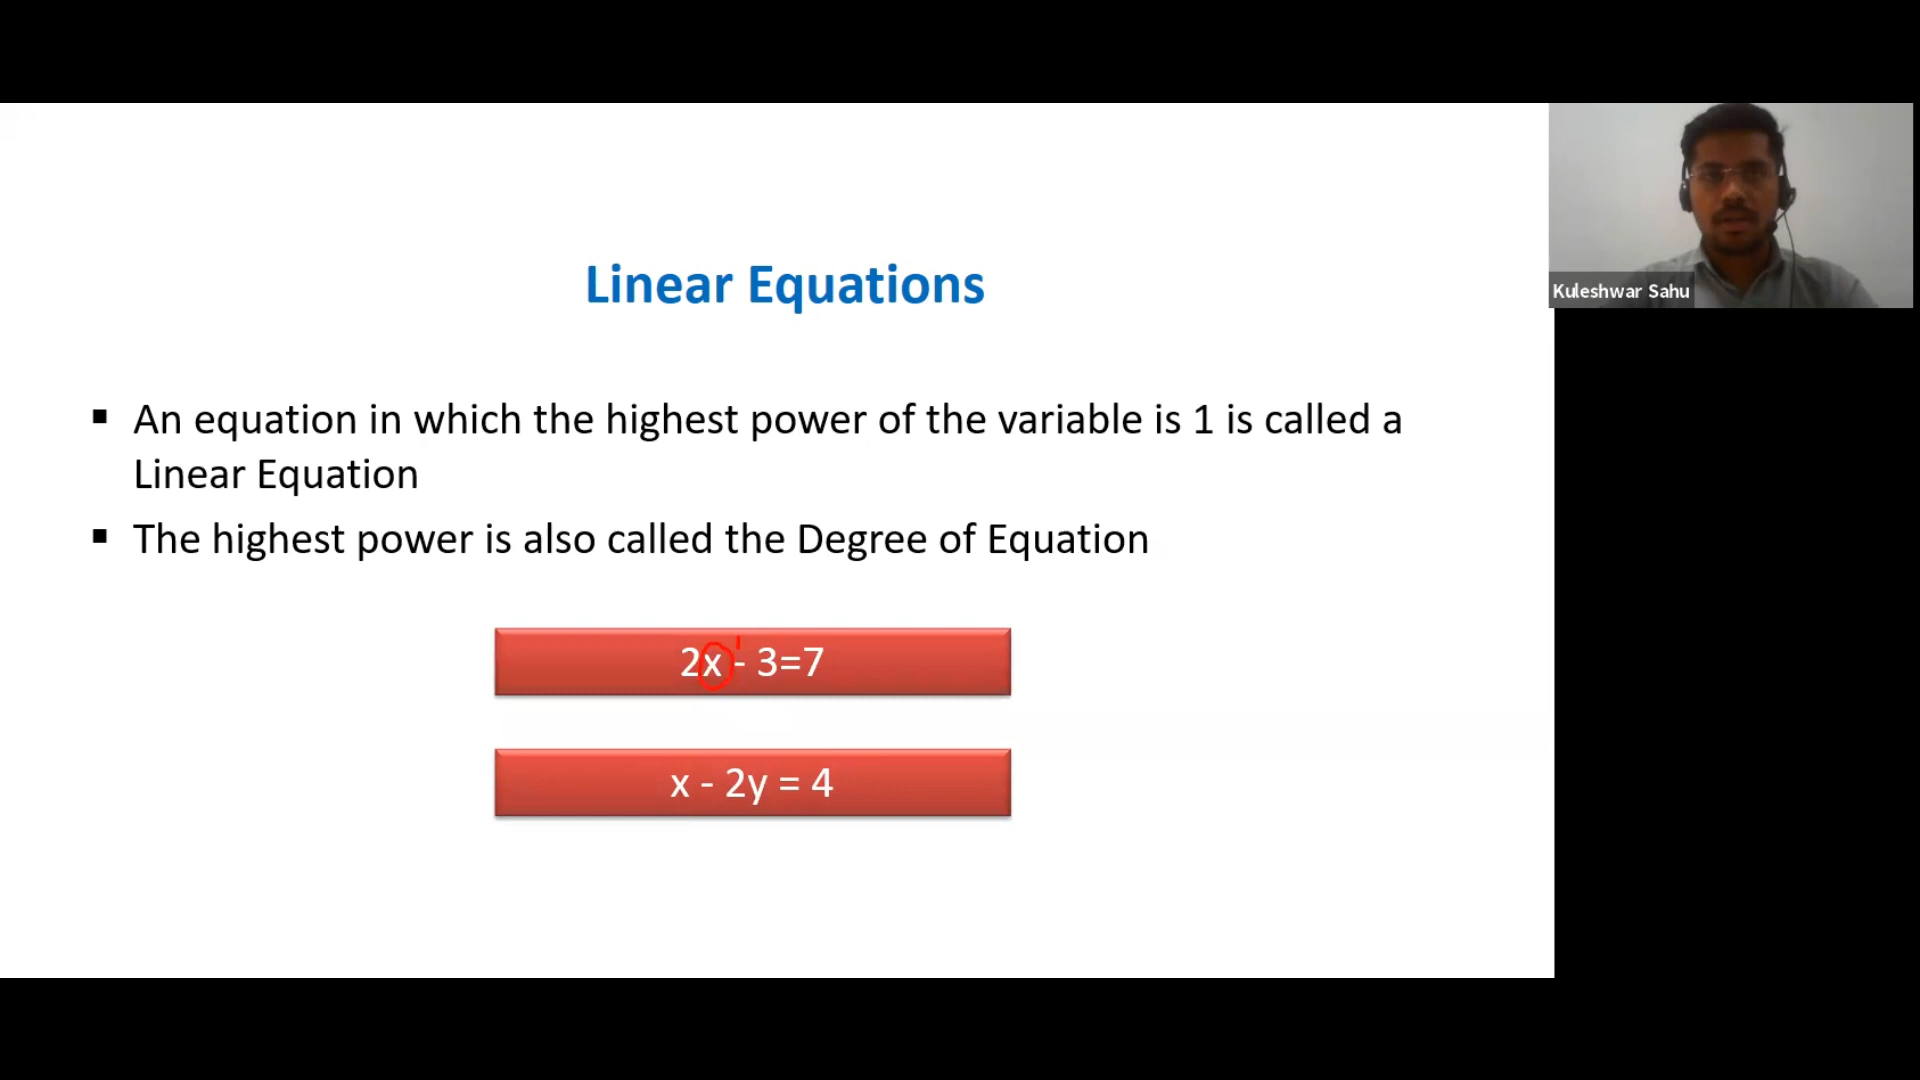 Linear Equations
Kuleshwar Sahu
▪ An equation in which the highest power of the variable is 1 is called a
Linear Equation
▪ The highest power is also called the Degree of Equation
2x¹- 3=7
x - 2y = 4